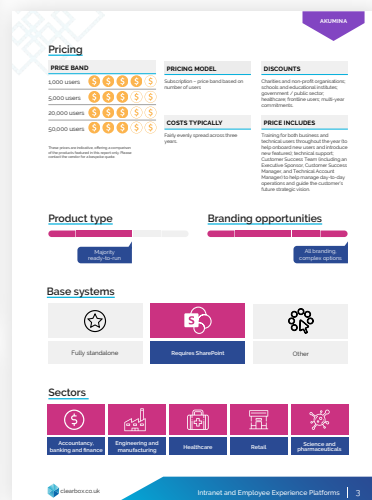 AKUMINA
Pricing
PRICE BAND
1,000 users
5,000 users
20,000 users
50,000 users
These prices are indicative, offering a comparison
of the products featured in this report only. Please
contact the vendor for a bespoke quote.
PRICING MODEL
Subscription – price band based on
number of users
DISCOUNTS
Charities and non-profit organisations;
schools and educational institutes;
government / public sector;
healthcare; frontline users; multi-year
commitments.
COSTS TYPICALLY
Fairly evenly spread across three
years.
PRICE INCLUDES
Training for both business and
technical users throughout the year (to
help onboard new users and introduce
new features); technical support;
Customer Success Team (including an
Executive Sponsor, Customer Success
Manager, and Technical Account
Manager) to help manage day-to-day
operations and guide the customer's
future strategic vision.
Product type
Majority
ready-to-run
Branding opportunities
All branding
complex options
Base systems
Fully standalone
S
Requires SharePoint
Other
Sectors
Accountancy,
banking and finance
Engineering and
manufacturing
Healthcare
Retail
Science and
pharmaceuticals
clearbox.co.uk
Intranet and Employee Experience Platforms | 3